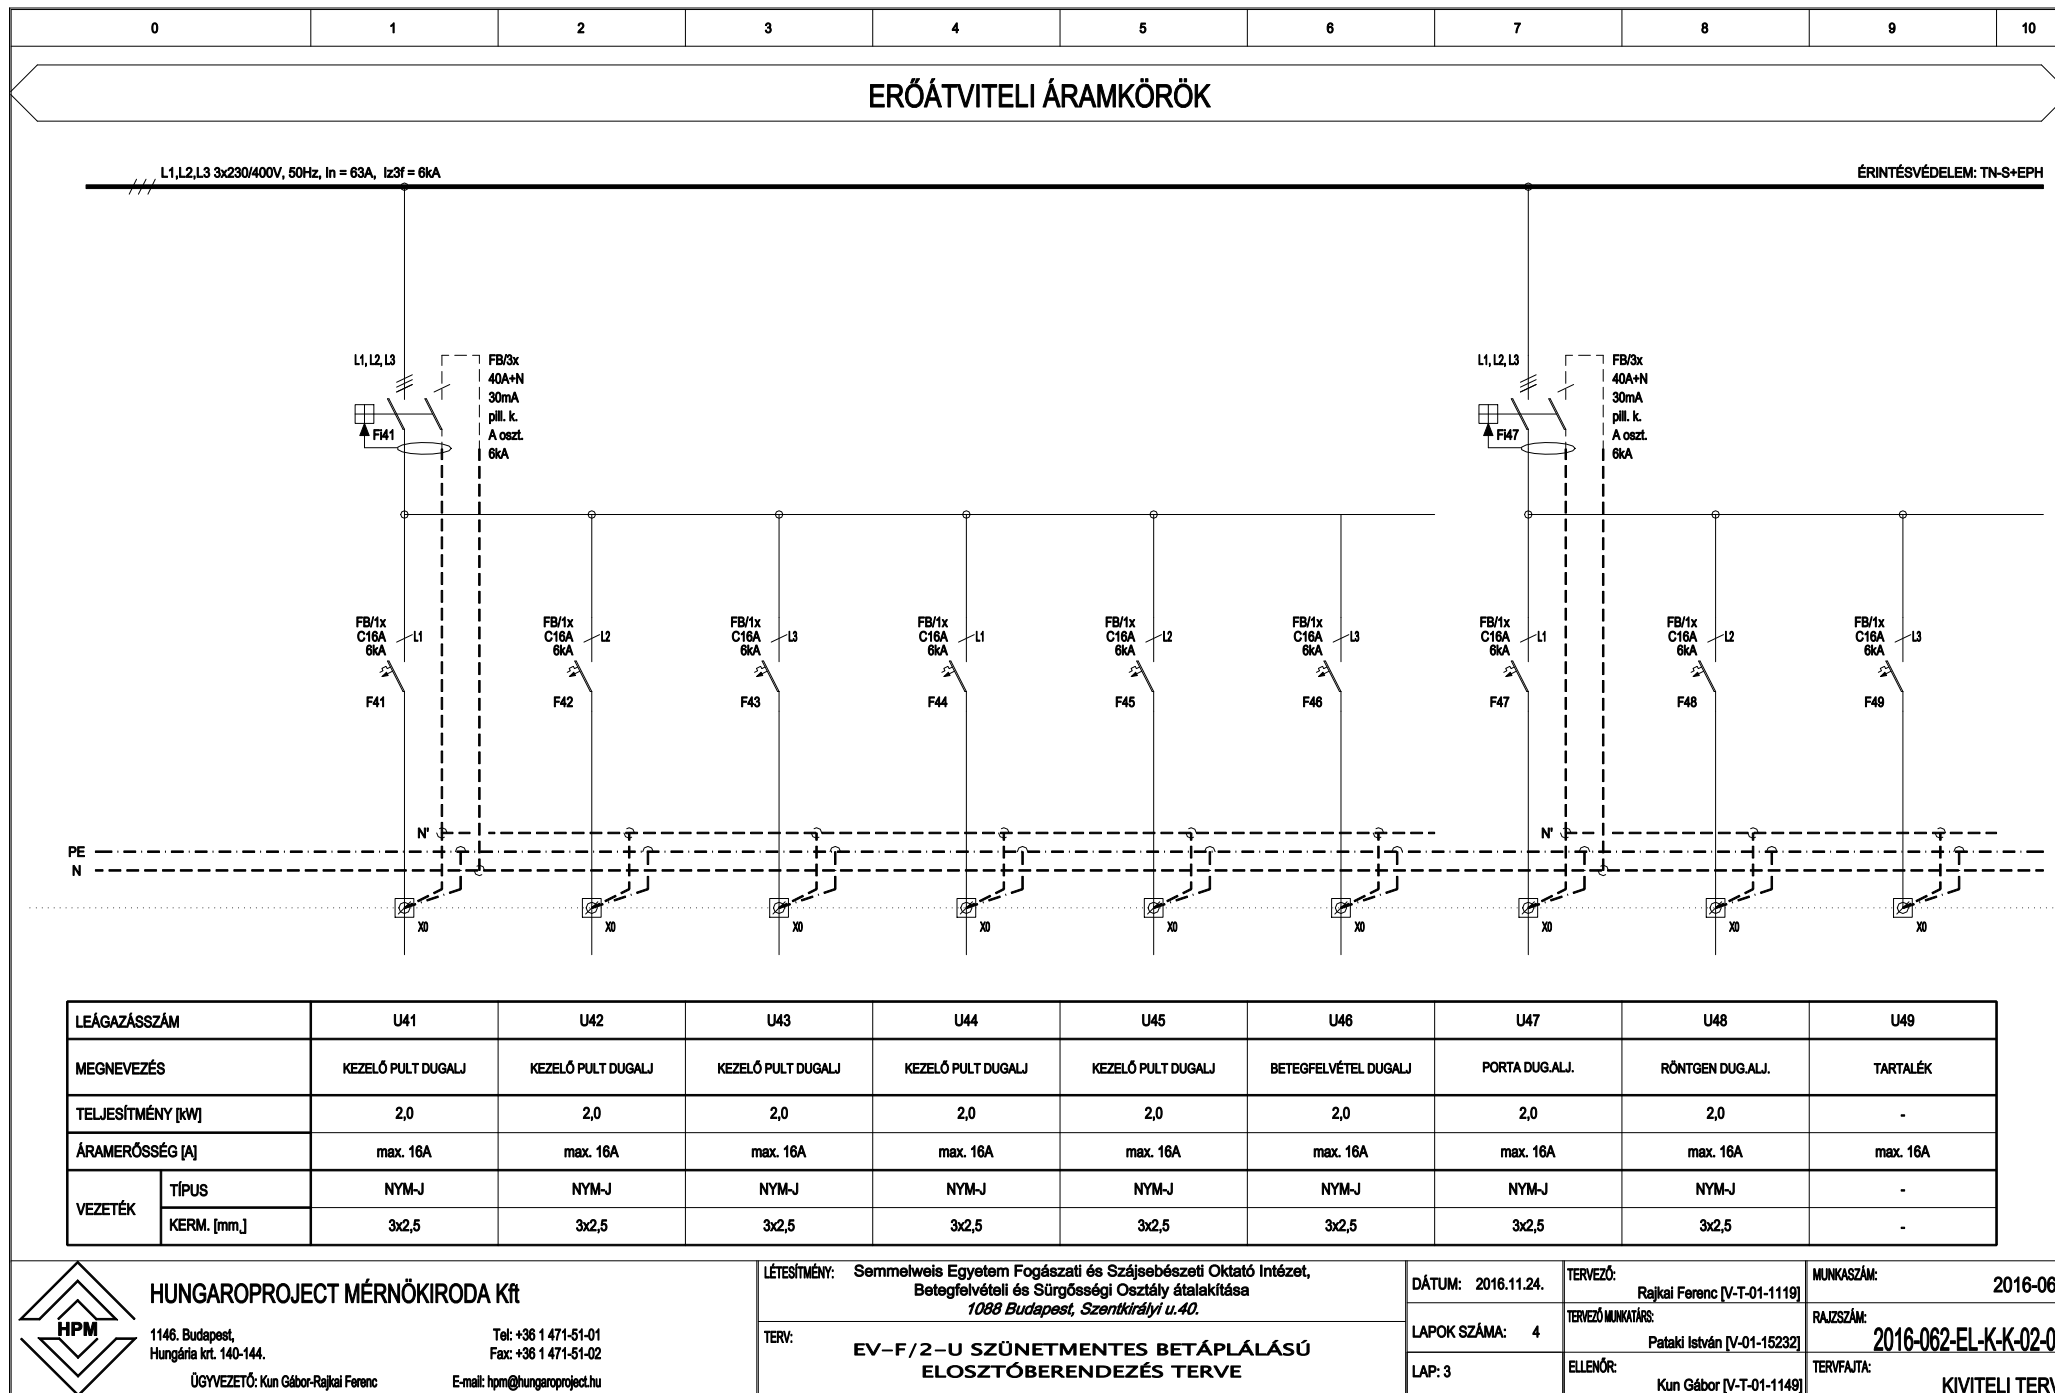 0 1 2 3 4 5 6 7 8 9 10
ERŐÁTVITELI ÁRAMKÖRÖK
L1,L2,L3 3x230/400V, 50Hz, In = 63A, Iz3f = 6kA
ÉRINTÉSVÉDELEM: TN-S+EPH
L1, L2, L3 FB/3x L1, L2, L3 FB/3x
40A+N 40A+N
30mA 30mA
pill. k. pill. k.
Fi41 A oszt. Fi47 A oszt.
6kA 6kA
FB/1x FB/1x FB/1x FB/1x FB/1x FB/1x FB/1x FB/1x FB/1x
C16A L1 C16A L2 C16A L3 C16A L1 C16A L2 C16A L3 C16A L1 C16A L2 C16A L3
6kA 6kA 6kA 6kA 6kA 6kA 6kA 6kA 6kA
F41 F42 F43 F44 F45 F46 F47 F48 F49
N' N'
PE
N
X0 X0 X0 X0 X0 X0 X0 X0 X0
LEÁGAZÁSSZÁM U41 U42 U43 U44 U45 U46 U47 U48 U49
MEGNEVEZÉS KEZELŐ PULT DUGALJ KEZELŐ PULT DUGALJ KEZELŐ PULT DUGALJ KEZELŐ PULT DUGALJ KEZELŐ PULT DUGALJ BETEGFELVÉTEL DUGALJ PORTA DUG.ALJ. RÖNTGEN DUG.ALJ. TARTALÉK
TELJESÍTMÉNY [kW] 2,0 2,0 2,0 2,0 2,0 2,0 2,0 2,0 -
ÁRAMERŐSSÉG [A] max. 16A max. 16A max. 16A max. 16A max. 16A max. 16A max. 16A max. 16A max. 16A
VEZETÉK
TÍPUS NYM-J NYM-J NYM-J NYM-J NYM-J NYM-J NYM-J NYM-J -
KERM. [mm,] 3x2,5 3x2,5 3x2,5 3x2,5 3x2,5 3x2,5 3x2,5 3x2,5 -
HPM
HUNGAROPROJECT MÉRNÖKIRODA Kft
1146. Budapest, Tel: +36 1 471-51-01
Hungária krt. 140-144. Fax: +36 1 471-51-02
ÜGYVEZETŐ: Kun Gábor-Rajkai Ferenc E-mail: hpm@hungaroproject.hu
LÉTESÍTMÉNY: Semmelweis Egyetem Fogászati és Szájsebészeti Oktató Intézet,
Betegfelvételi és Sürgősségi Osztály átalakítása
1088 Budapest, Szentkirályi u.40.
TERV: EV-F/2-U SZÜNETMENTES BETÁPLÁLÁSÚ
ELOSZTÓBERENDEZÉS TERVE
DÁTUM: 2016.11.24.
LAPOK SZÁMA: 4
LAP: 3
TERVEZŐ:
Rajkai Ferenc [V-T-01-1119]
TERVEZŐ MUNKATÁRS:
Pataki István [V-01-15232]
ELLENŐR:
Kun Gábor [V-T-01-1149]
MUNKASZÁM:
2016-06
RAJZSZÁM:
2016-062-EL-K-K-02-0
TERVFAJTA:
KIVITELI TERV